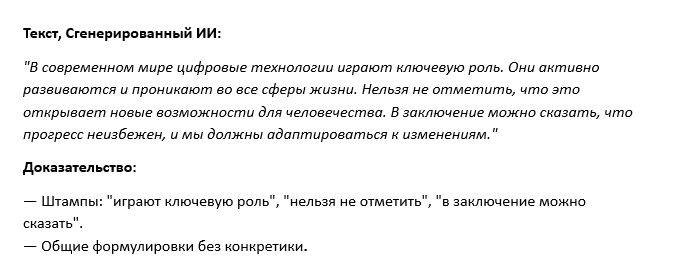 Текст, Сгенерированный ИИ:
"В современном мире цифровые технологии играют ключевую роль. Они активно
развиваются и проникают во все сферы жизни. Нельзя не отметить, что это
открывает новые возможности для человечества. В заключение можно сказать, что
прогресс неизбежен, и мы должны адаптироваться к изменениям."
Доказательство:
— Штампы: "играют ключевую роль", "нельзя не отметить", "в заключение можно
сказать".
— Общие формулировки без конкретики.